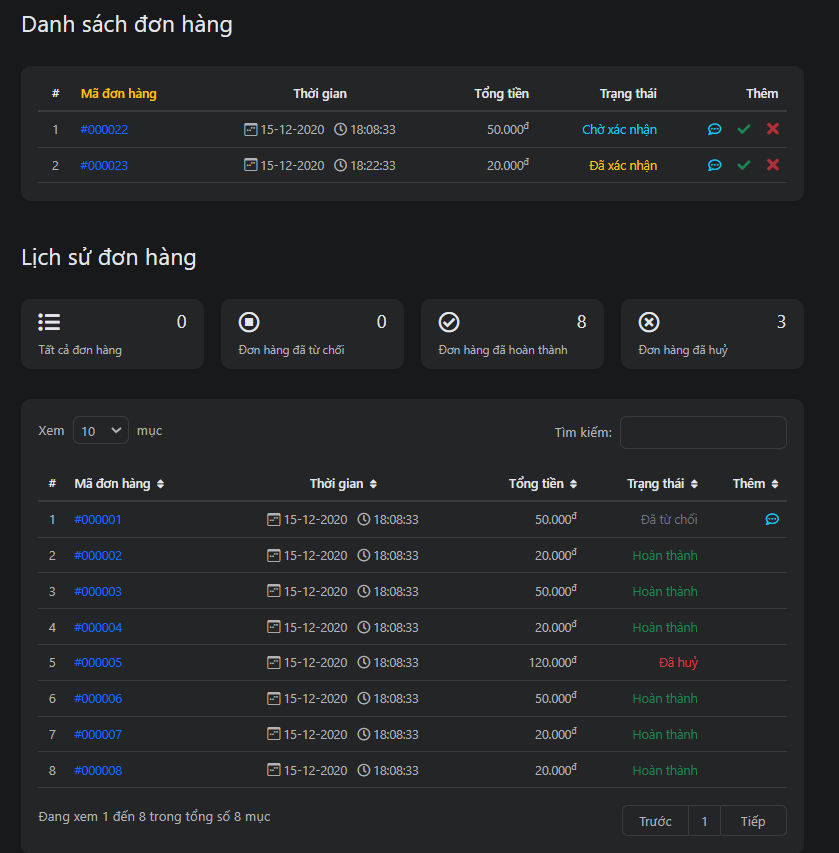 Danh sách đơn hàng
# Mã đơn hàng Thời gian Tổng tiền Trạng thái Thêm
1 #000022 15-12-2020 18:08:33 50.000đ Chờ xác nhận
2 #000023 15-12-2020 18:22:33 20.000đ Đã xác nhận
Lịch sử đơn hàng
0 0 8 3
Tất cả đơn hàng Đơn hàng đã từ chối Đơn hàng đã hoàn thành Đơn hàng đã huỷ
Xem 10 mục Tìm kiếm:
# Mã đơn hàng Thời gian Tổng tiền Trạng thái Thêm
1 #000001 15-12-2020 18:08:33 50.000đ Đã từ chối
2 #000002 15-12-2020 18:08:33 20.000đ Hoàn thành
3 #000003 15-12-2020 18:08:33 50.000đ Hoàn thành
4 #000004 15-12-2020 18:08:33 20.000đ Hoàn thành
5 #000005 15-12-2020 18:08:33 120.000đ Đã huỷ
6 #000006 15-12-2020 18:08:33 50.000đ Hoàn thành
7 #000007 15-12-2020 18:08:33 20.000đ Hoàn thành
8 #000008 15-12-2020 18:08:33 20.000đ Hoàn thành
Đang xem 1 đến 8 trong tổng số 8 mục Trước 1 Tiếp